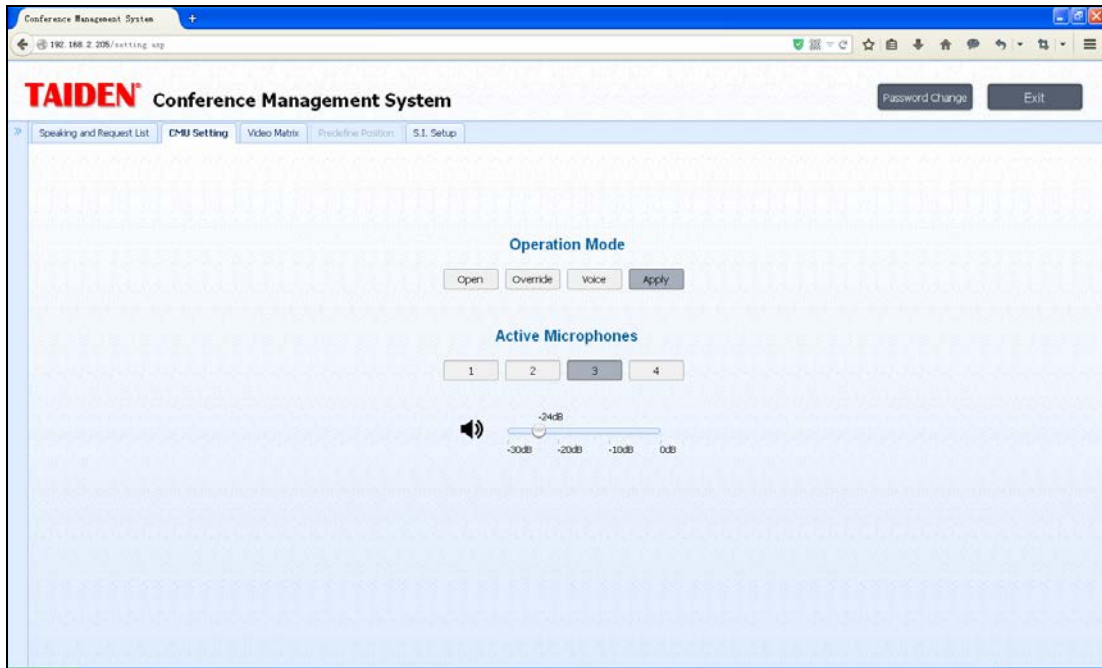 Conference Management System
192.168.2.205/setting.asp
TAIDEN® Conference Management System
Password Change Exit
Speaking and Request List CMU Setting Video Matrix Predefine Position S.I. Setup
Operation Mode
Open Override Voice Apply
Active Microphones
1 2 3 4
-24dB
-30dB -20dB -10dB 0dB